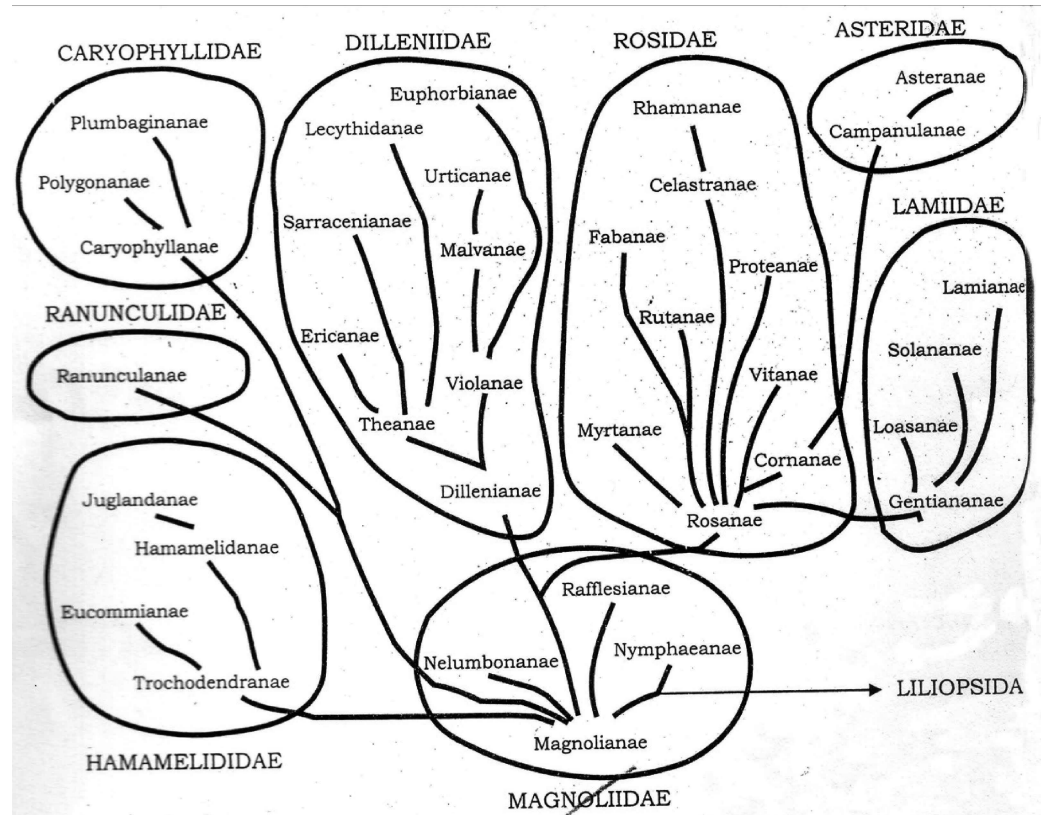 CARYOPHYLLIDAE
Plumbaginanae
Polygonanae
Caryophyllanae
RANUNCULIDAE
Ranunculanae
Juglandanae
Hamamelidanae
Eucommianae
Trochodendranae
HAMAMELIDIDAE
DILLENIIDAE
Euphorbianae
Lecythidanae
Urticanae
Sarracenianae
Malvanae
Ericanae
Violanae
Theanae
Dillenianae
ROSIDAE
Rhamnanae
Celastranae
Fabanae
Proteanae
Rutanae
Vitanae
Myrtanae
Cornanae
Rosanae
ASTERIDAE
Asteranae
Campanulanae
LAMIIDAE
Lamianae
Solananae
Loasanae
Gentiananae
Rafflesianae
Nymphaeanae
Nelumbonanae
LILIOPSIDA
Magnolianae
MAGNOLIIDAE